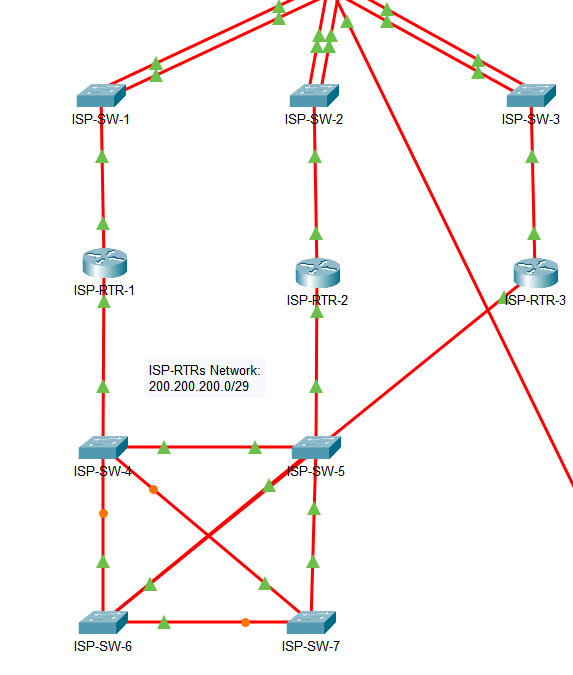 ISP-SW-1
ISP-SW-2
ISP-SW-3
ISP-RTR-1
ISP-RTR-2
ISP-RTR-3
ISP-RTRs Network:
200.200.200.0/29
ISP-SW-4
ISP-SW-5
ISP-SW-6
ISP-SW-7